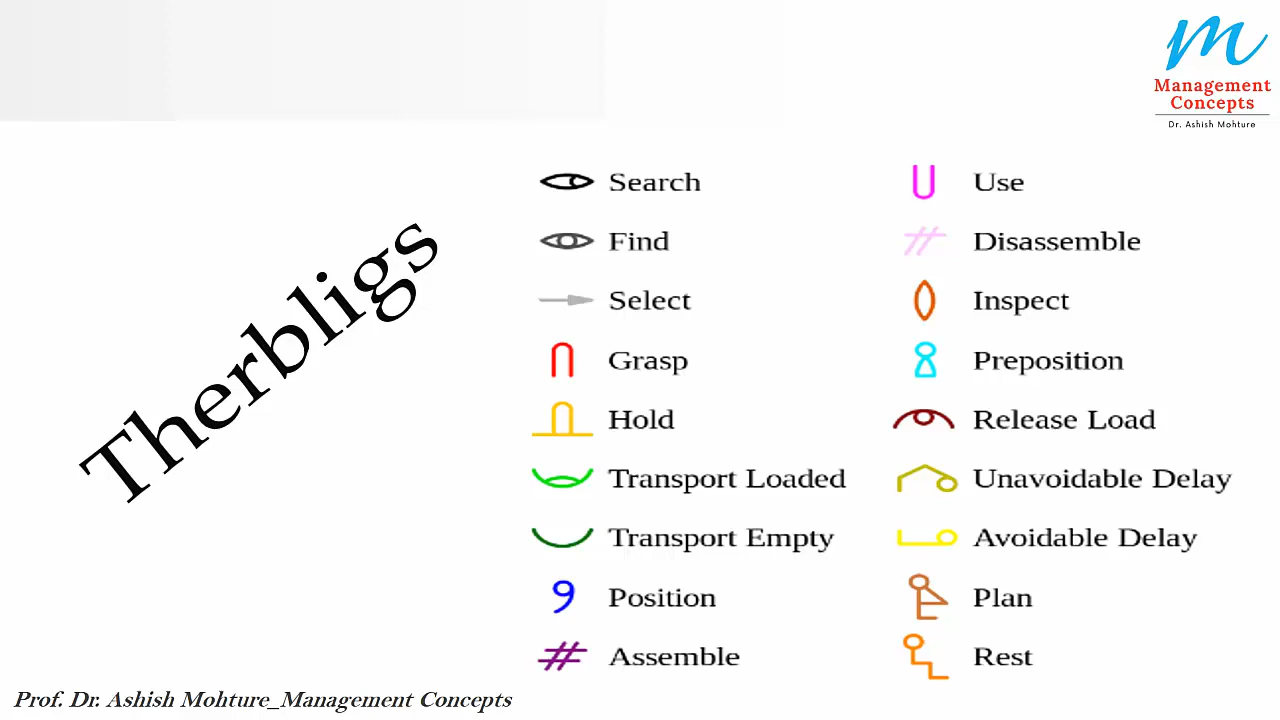 m
Management
Concepts
Dr. Ashish Mohture
Therbligs
Search
Find
Select
Grasp
Hold
Transport Loaded
Transport Empty
Position
Assemble
Use
Disassemble
Inspect
Preposition
Release Load
Unavoidable Delay
Avoidable Delay
Plan
Rest
Prof. Dr. Ashish Mohture_Management Concepts